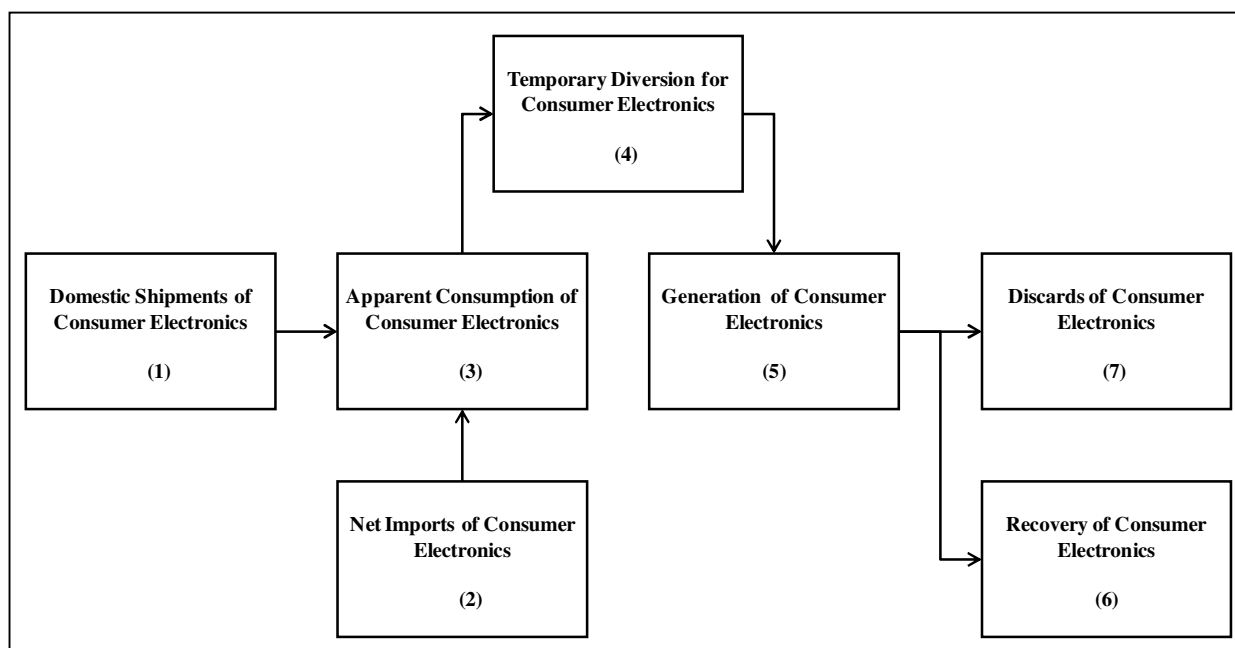 Temporary Diversion for
Consumer Electronics
(4)
Domestic Shipments of
Consumer Electronics
(1)
Apparent Consumption of
Consumer Electronics
(3)
Generation of Consumer
Electronics
(5)
Discards of Consumer
Electronics
(7)
Net Imports of Consumer
Electronics
(2)
Recovery of Consumer
Electronics
(6)